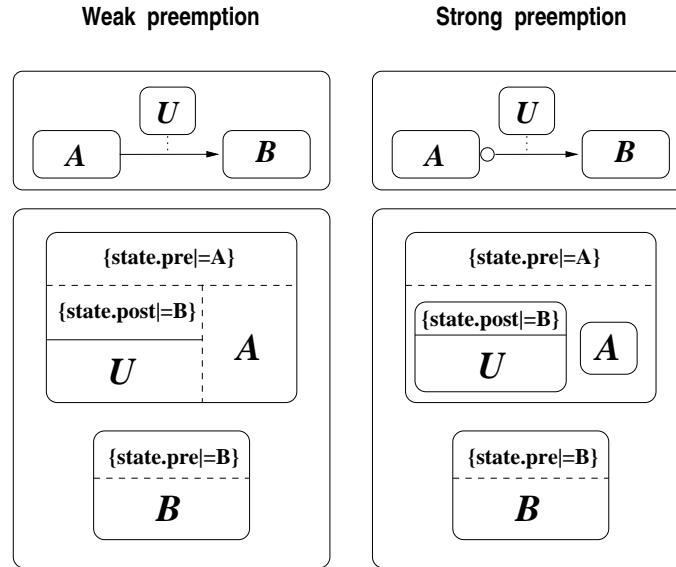 Weak preemption
Strong preemption
U
A
B
U
A
B
{state.pre|=A}
{state.post|=B}
U
A
{state.pre|=B}
B
{state.pre|=A}
{state.post|=B}
U
A
{state.pre|=B}
B